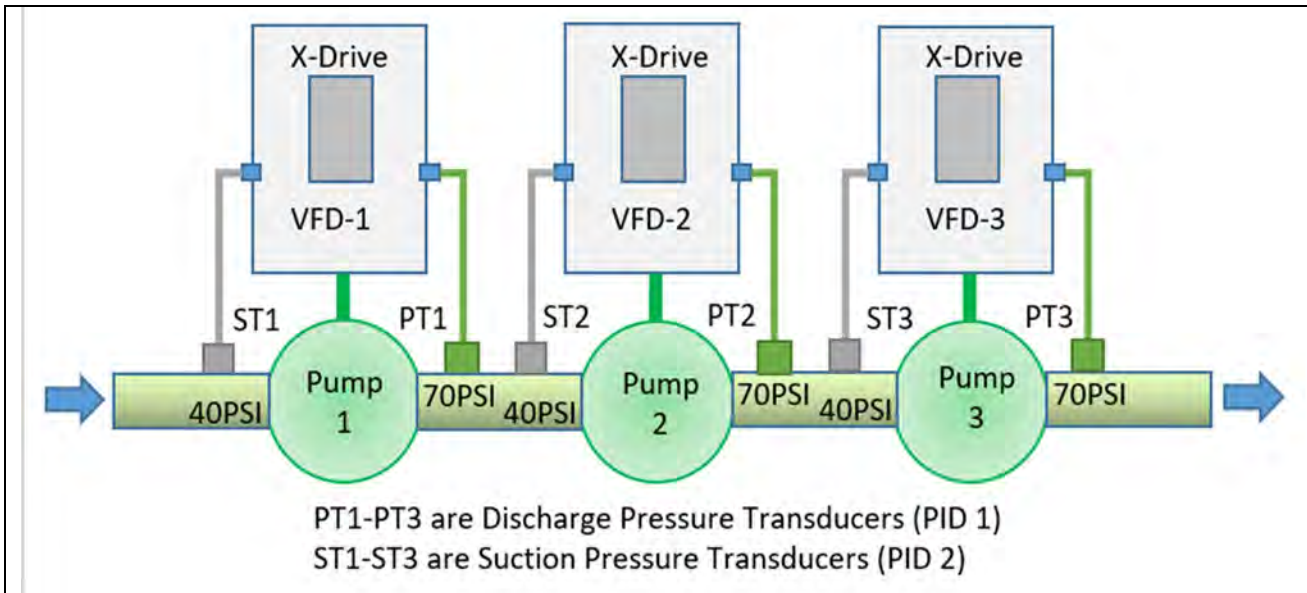 X-Drive X-Drive X-Drive
VFD-1 VFD-2 VFD-3
ST1 PT1 ST2 PT2 ST3 PT3
40PSI Pump 1 70PSI 40PSI Pump 2 70PSI 40PSI Pump 3 70PSI
PT1-PT3 are Discharge Pressure Transducers (PID 1)
ST1-ST3 are Suction Pressure Transducers (PID 2)